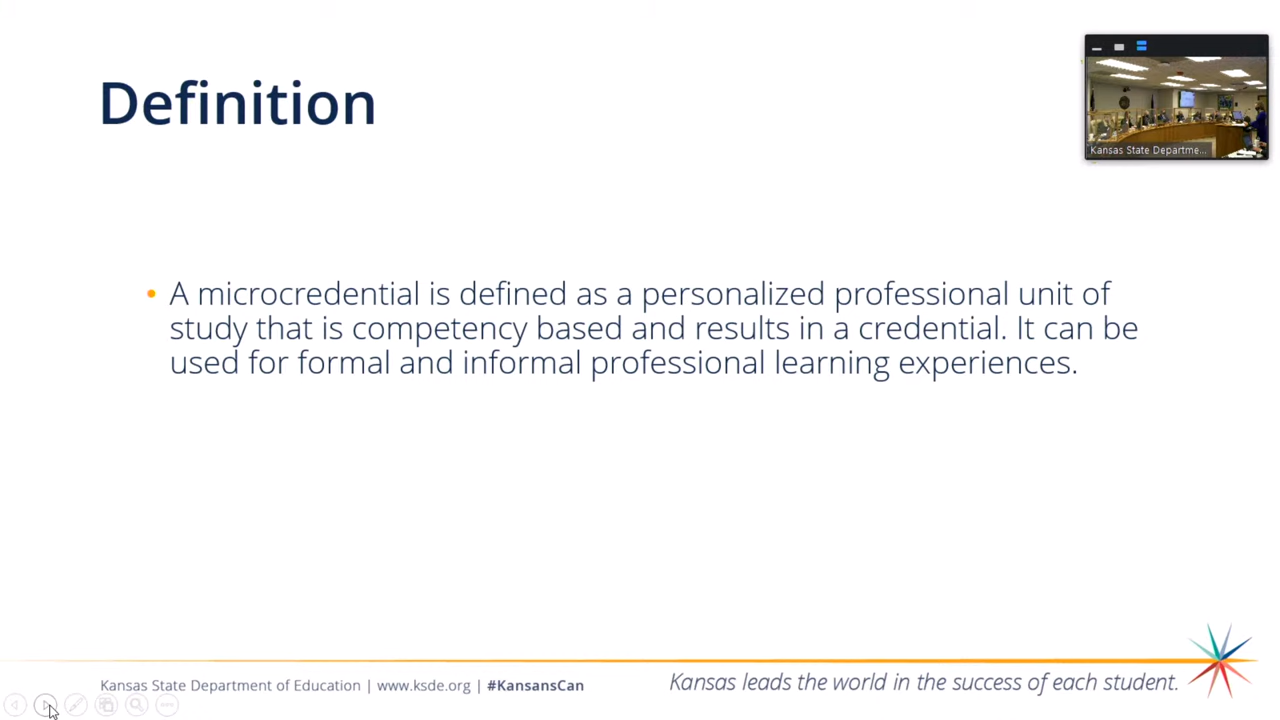 Definition
Kansas State Departme...
• A microcredential is defined as a personalized professional unit of
study that is competency based and results in a credential. It can be
used for formal and informal professional learning experiences.
Kansas State Department of Education | www.ksde.org | #KansansCan
Kansas leads the world in the success of each student.